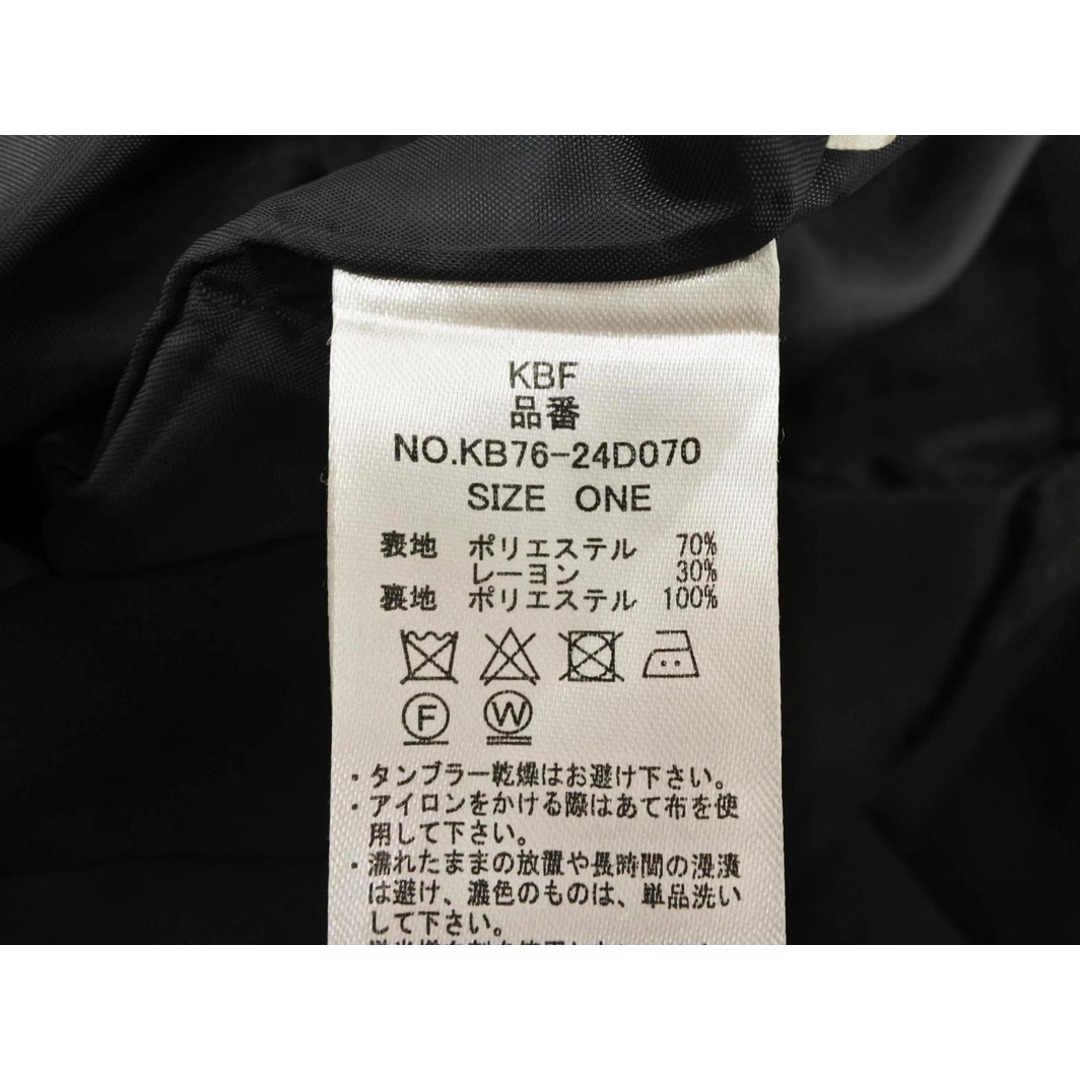 KBF
品番
NO.KB76-24D070
SIZE ONE
表地 ポリエステル 70%
レーヨン 30%
裏地 ポリエステル 100%
F W
・タンブラー乾燥はお避け下さい。
・アイロンをかける際はあて布を使
用して下さい。
・濡れたままの放置や長時間の浸漬
は避け、濃色のものは、単品洗い
して下さい。